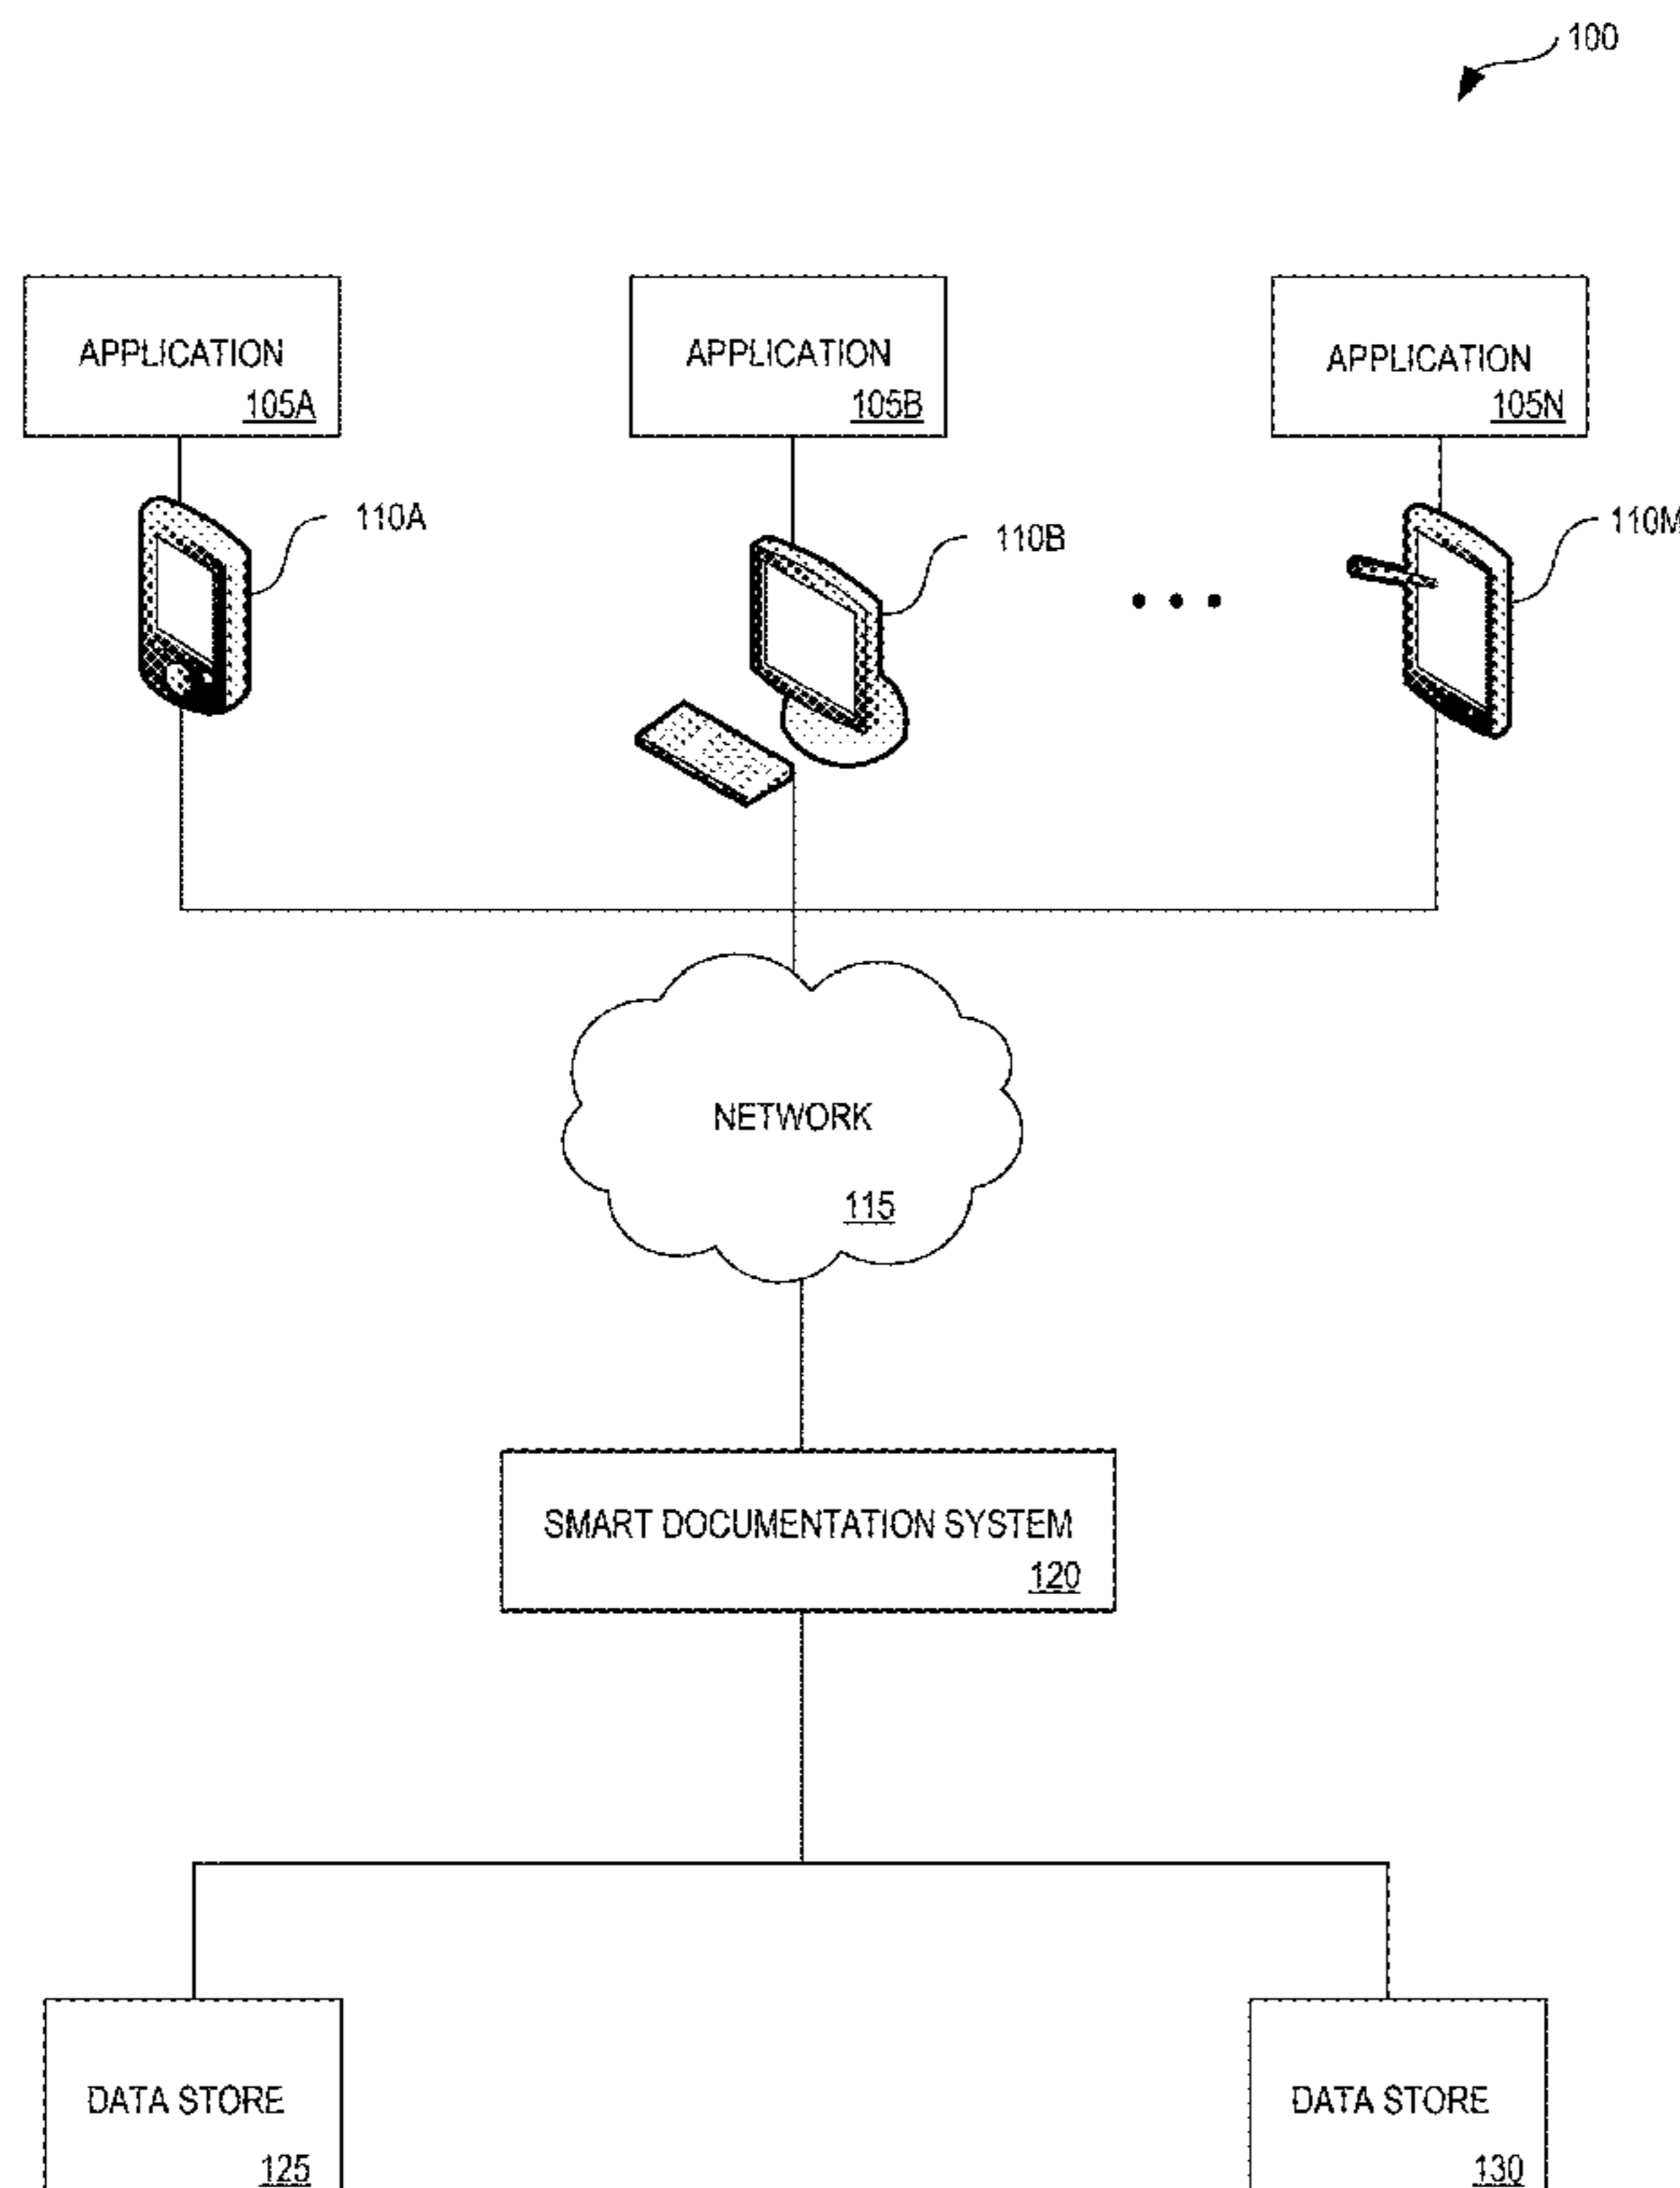 100
APPLICATION
105A
APPLICATION
105B
APPLICATION
105N
110A
110B
110M
NETWORK
115
SMART DOCUMENTATION SYSTEM
120
DATA STORE
125
DATA STORE
130